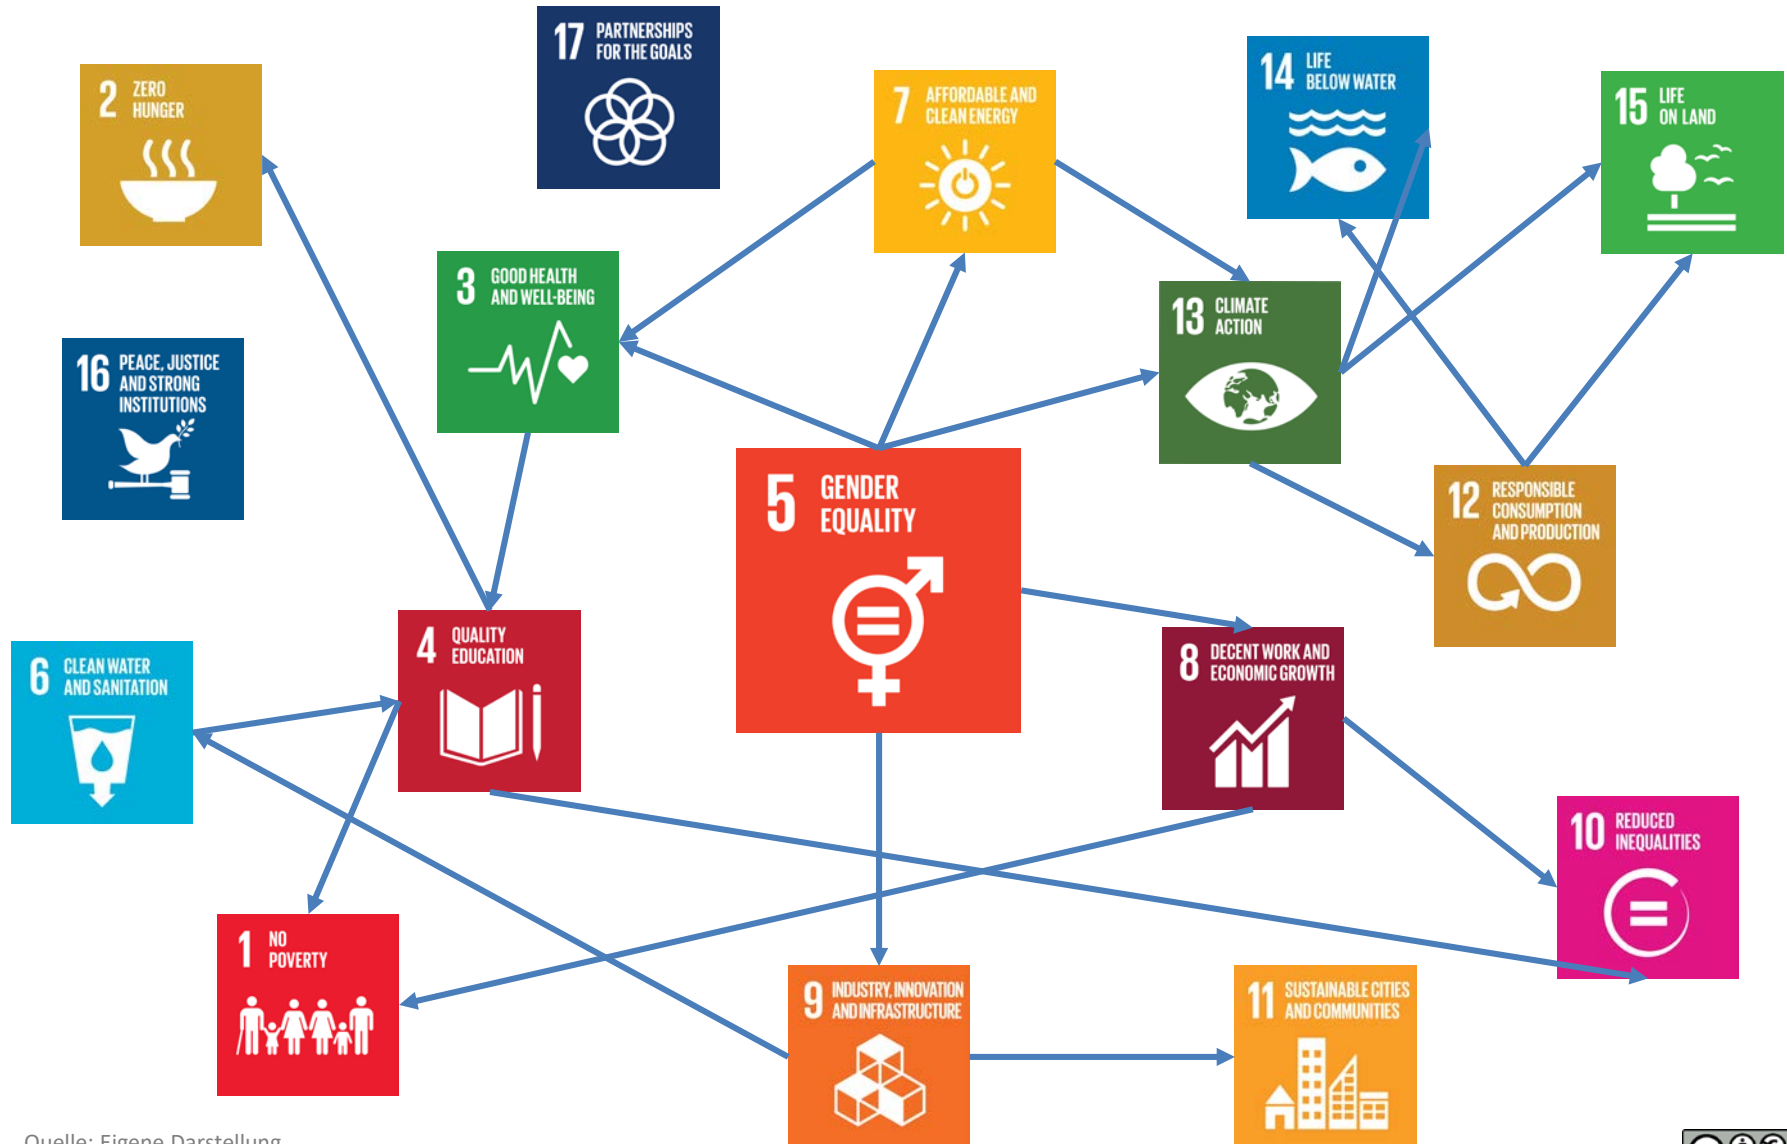 17 PARTNERSHIPS
FOR THE GOALS
2 ZERO
HUNGER
7 AFFORDABLE AND
CLEAN ENERGY
14 LIFE
BELOW WATER
15 LIFE
ON LAND
3 GOOD HEALTH
AND WELL-BEING
13 CLIMATE
ACTION
16 PEACE, JUSTICE
AND STRONG
INSTITUTIONS
5 GENDER
EQUALITY
12 RESPONSIBLE
CONSUMPTION
AND PRODUCTION
6 CLEAN WATER
AND SANITATION
4 QUALITY
EDUCATION
8 DECENT WORK AND
ECONOMIC GROWTH
10 REDUCED
INEQUALITIES
1 NO
POVERTY
9 INDUSTRY, INNOVATION
AND INFRASTRUCTURE
11 SUSTAINABLE CITIES
AND COMMUNITIES
Quelle: Eigene Darstellung